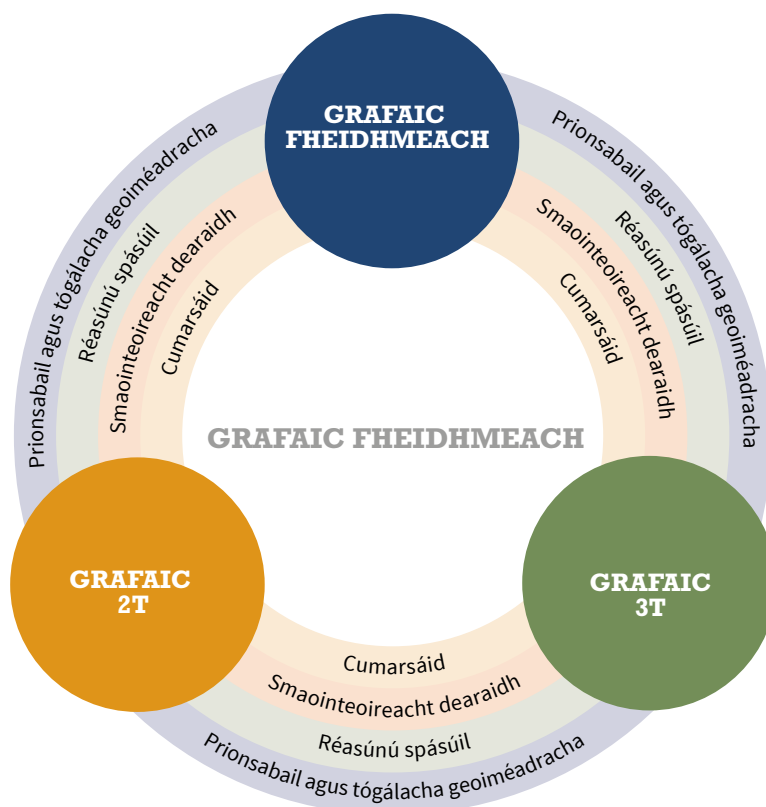 GRAFAIC
FHEIDHMEACH
Prionsabail agus tógálacha geoiméadracha
Réasúnú spásúil
Smaointeoireacht dearaidh
Cumarsáid
Prionsabail agus tógálacha geoiméadracha
Réasúnú spásúil
Smaointeoireacht dearaidh
Cumarsáid
GRAFAIC FHEIDHMEACH
GRAFAIC
2T
GRAFAIC
3T
Cumarsáid
Smaointeoireacht dearaidh
Réasúnú spásúil
Prionsabail agus tógálacha geoiméadracha